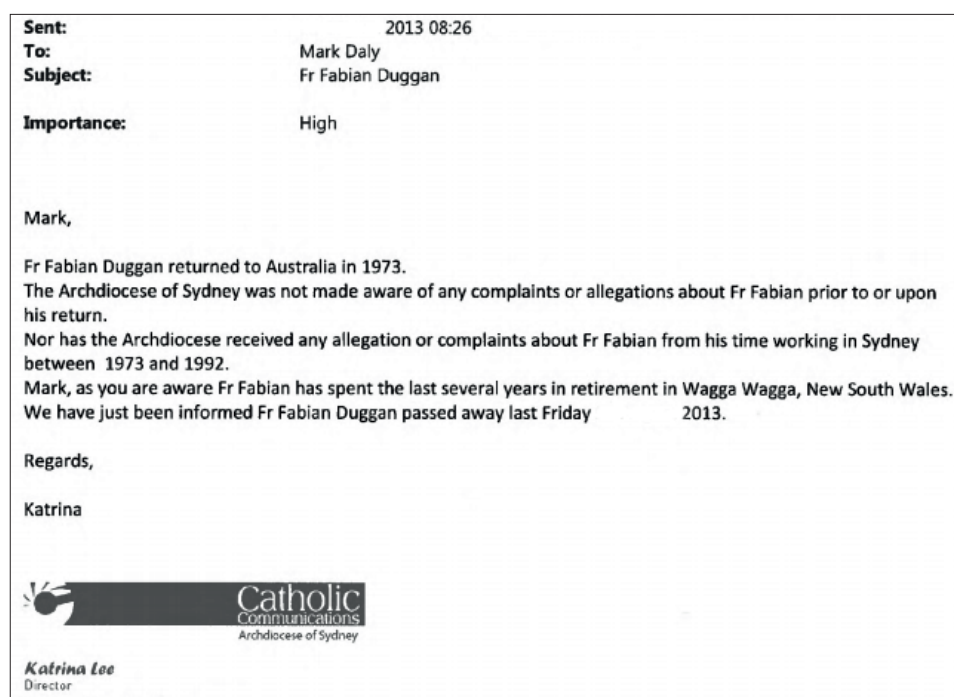 Sent: 2013 08:26
To: Mark Daly
Subject: Fr Fabian Duggan
Importance: High
Mark,
Fr Fabian Duggan returned to Australia in 1973.
The Archdiocese of Sydney was not made aware of any complaints or allegations about Fr Fabian prior to or upon
his return.
Nor has the Archdiocese received any allegation or complaints about Fr Fabian from his time working in Sydney
between 1973 and 1992.
Mark, as you are aware Fr Fabian has spent the last several years in retirement in Wagga Wagga, New South Wales.
We have just been informed Fr Fabian Duggan passed away last Friday 2013.
Regards,
Katrina
Catholic
Communications
Archdiocese of Sydney
Katrina Lee
Director